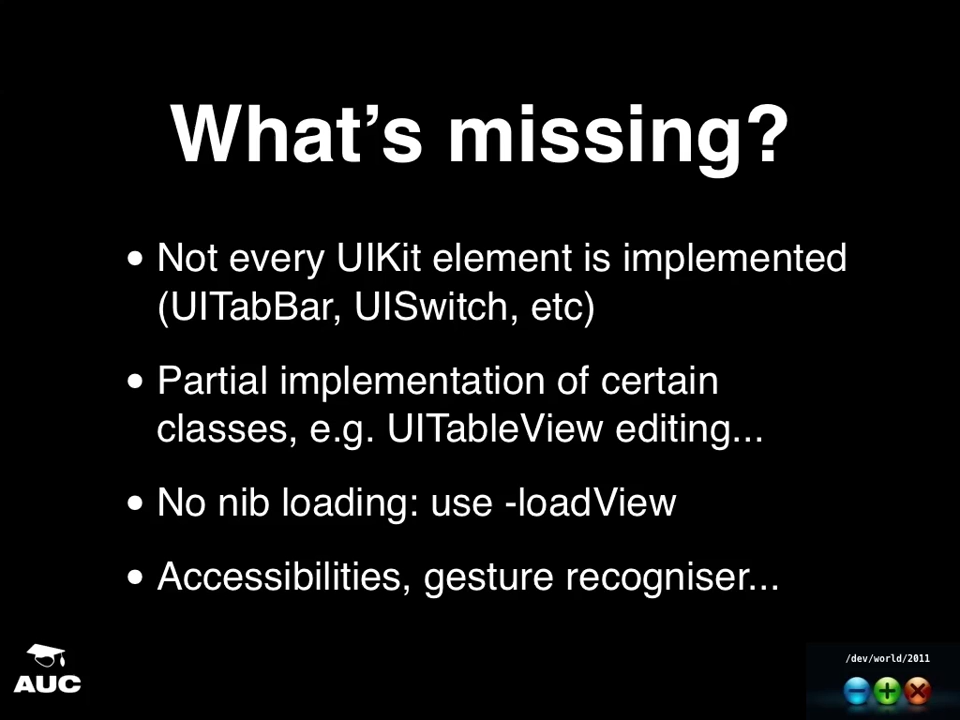 What’s missing?
• Not every UIKit element is implemented
(UITabBar, UISwitch, etc)
• Partial implementation of certain
classes, e.g. UITableView editing...
• No nib loading: use -loadView
• Accessibilities, gesture recogniser...
AUC
/dev/world/2011